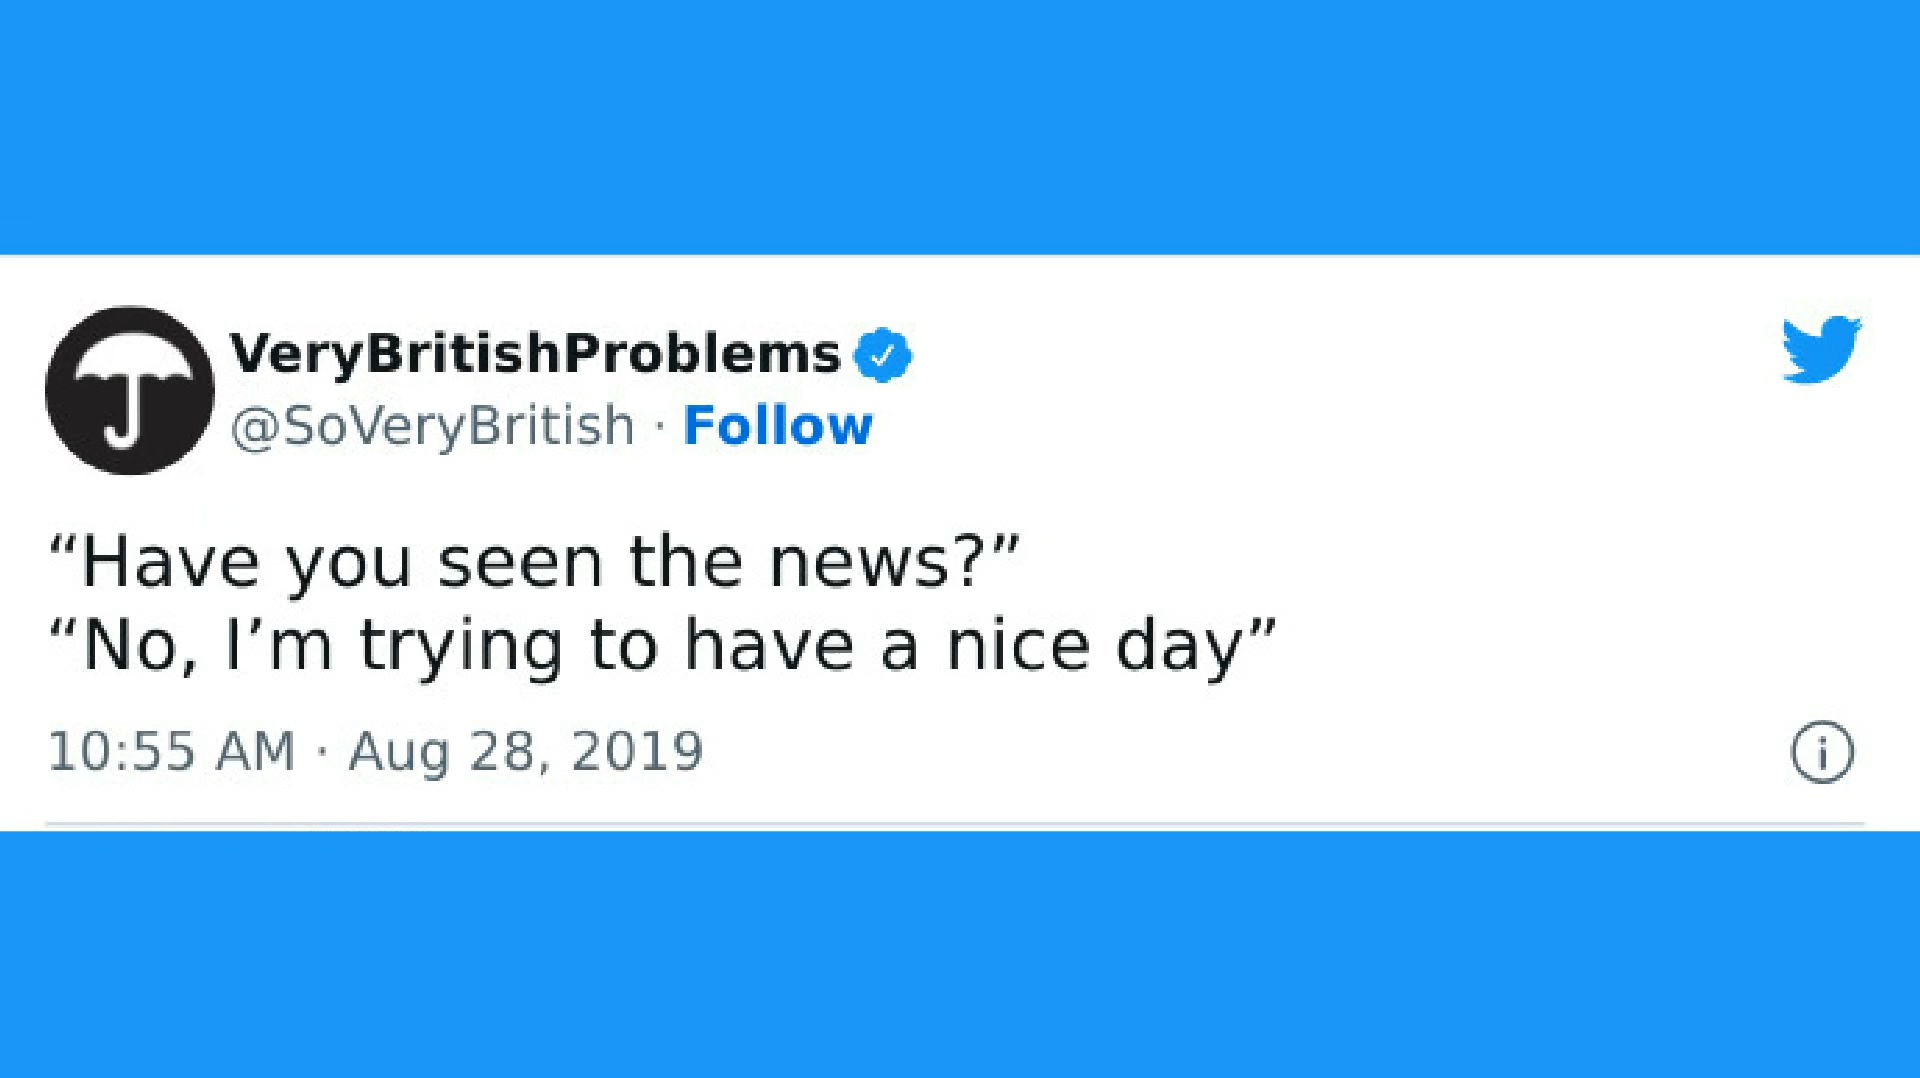 VeryBritishProblems
@SoVeryBritish · Follow
“Have you seen the news?”
“No, I’m trying to have a nice day”
10:55 AM · Aug 28, 2019